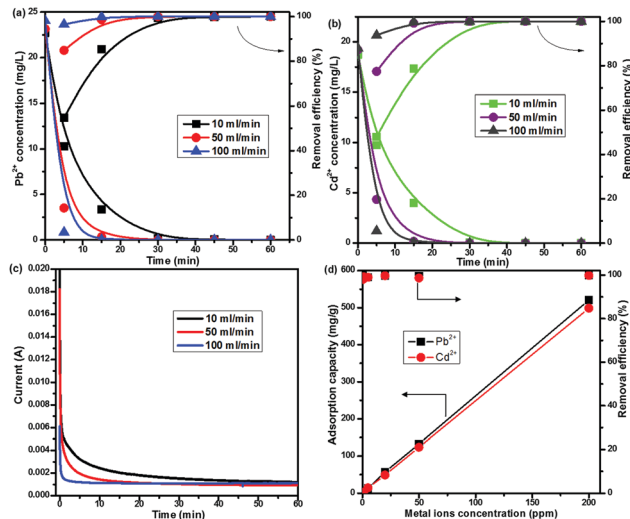 (a)
25
20
15
10
5
0
Pb2+ concentration (mg/L)
0 10 20 30 40 50 60
Time (min)
100
80
60
40
20
0
Removal efficiency (%)
10 ml/min
50 ml/min
100 ml/min
(b)
20
15
10
5
0
Cd2+ concentration (mg/L)
0 10 20 30 40 50 60
Time (min)
100
80
60
40
20
0
Removal efficiency (%)
10 ml/min
50 ml/min
100 ml/min
(c)
0.020
0.018
0.016
0.014
0.012
0.010
0.008
0.006
0.004
0.002
0.000
Current (A)
0 10 20 30 40 50 60
Time (min)
10 ml/min
50 ml/min
100 ml/min
(d)
600
550
500
450
400
350
300
250
200
150
100
50
0
Adsorption capacity (mg/g)
0 50 100 150 200
Metal ions concentration (ppm)
100
80
60
40
20
0
Removal efficiency (%)
Pb2+
Cd2+